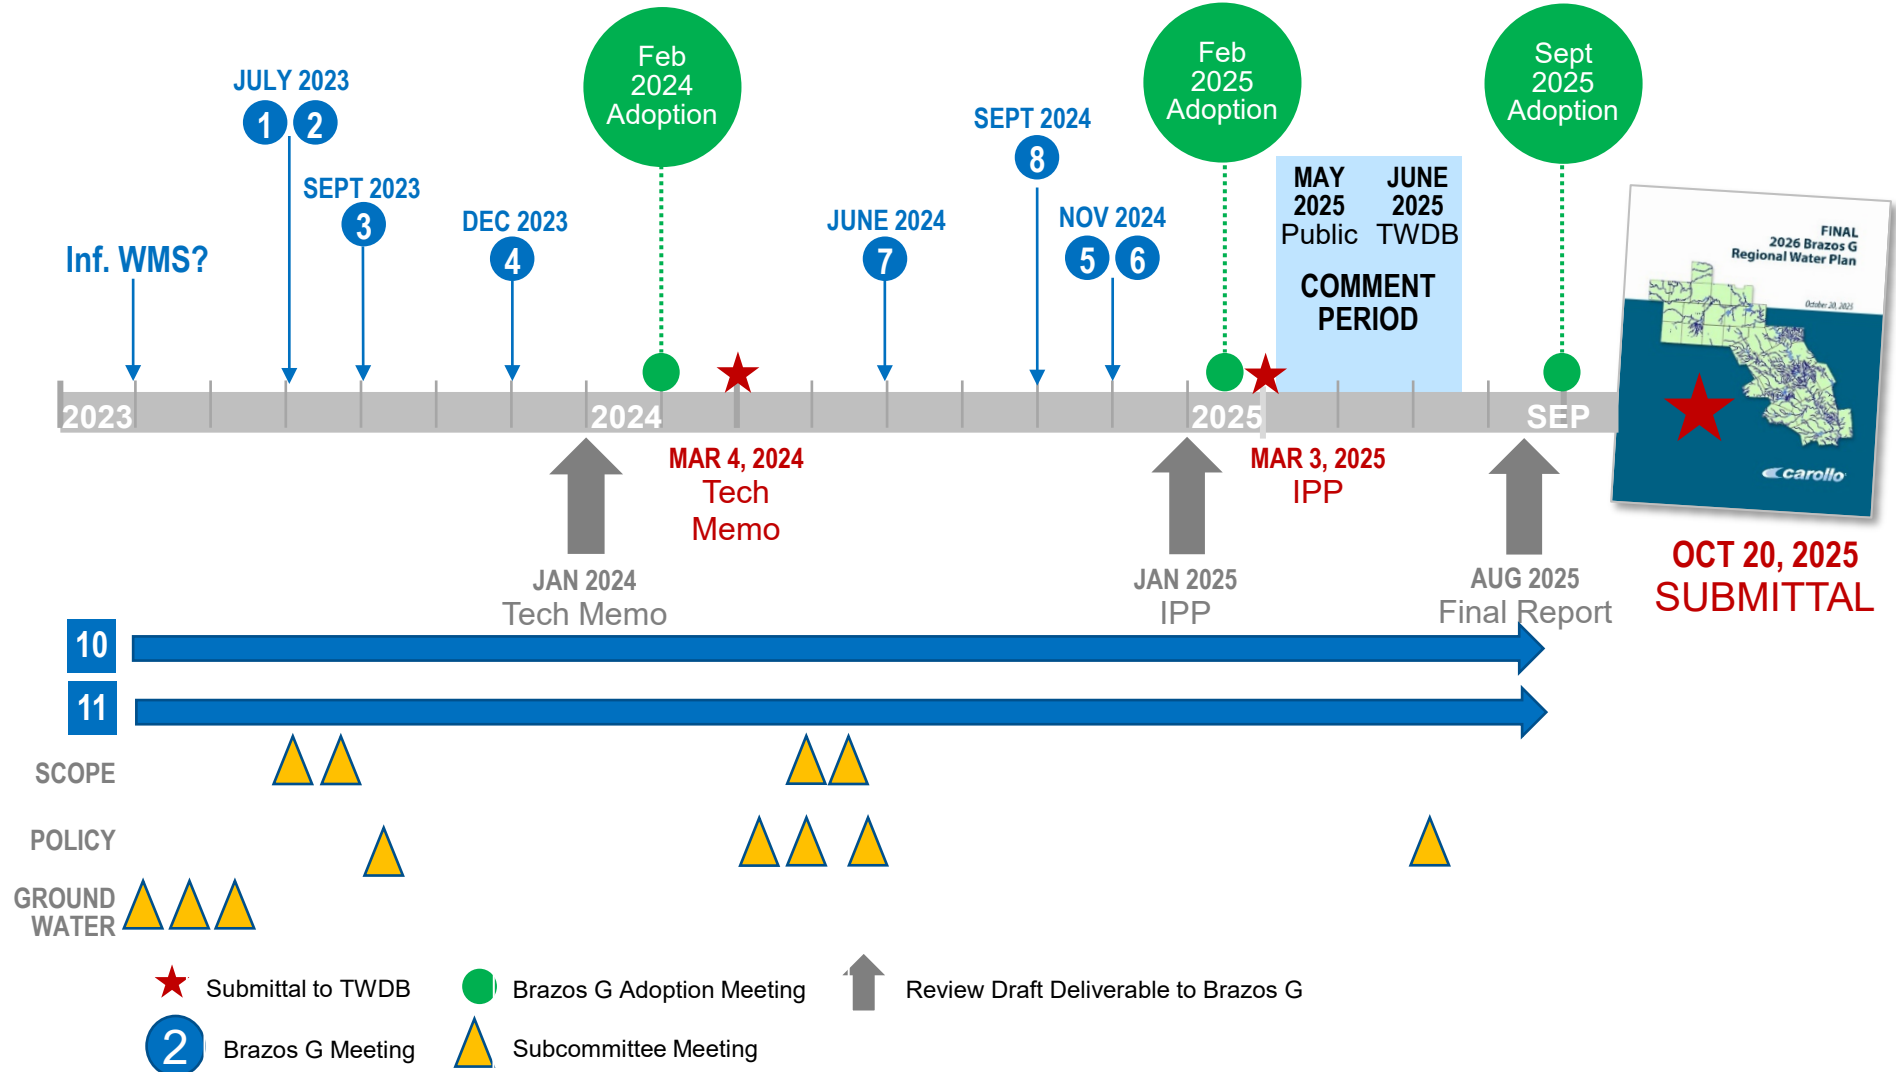 JULY 2023
1 2
SEPT 2023
3
Inf. WMS?
DEC 2023
4
Feb
2024
Adoption
JUNE 2024
7
SEPT 2024
8
NOV 2024
5 6
Feb
2025
Adoption
MAY
2025
Public
JUNE
2025
TWDB
COMMENT
PERIOD
Sept
2025
Adoption
FINAL
2026 Brazos G
Regional Water Plan
October 20, 2025
carollo
2023
2024
2025
SEP
MAR 4, 2024
Tech
Memo
MAR 3, 2025
IPP
JAN 2024
Tech Memo
JAN 2025
IPP
AUG 2025
Final Report
OCT 20, 2025
SUBMITTAL
10
11
SCOPE
POLICY
GROUND
WATER
Submittal to TWDB
Brazos G Adoption Meeting
Review Draft Deliverable to Brazos G
2
Brazos G Meeting
Subcommittee Meeting